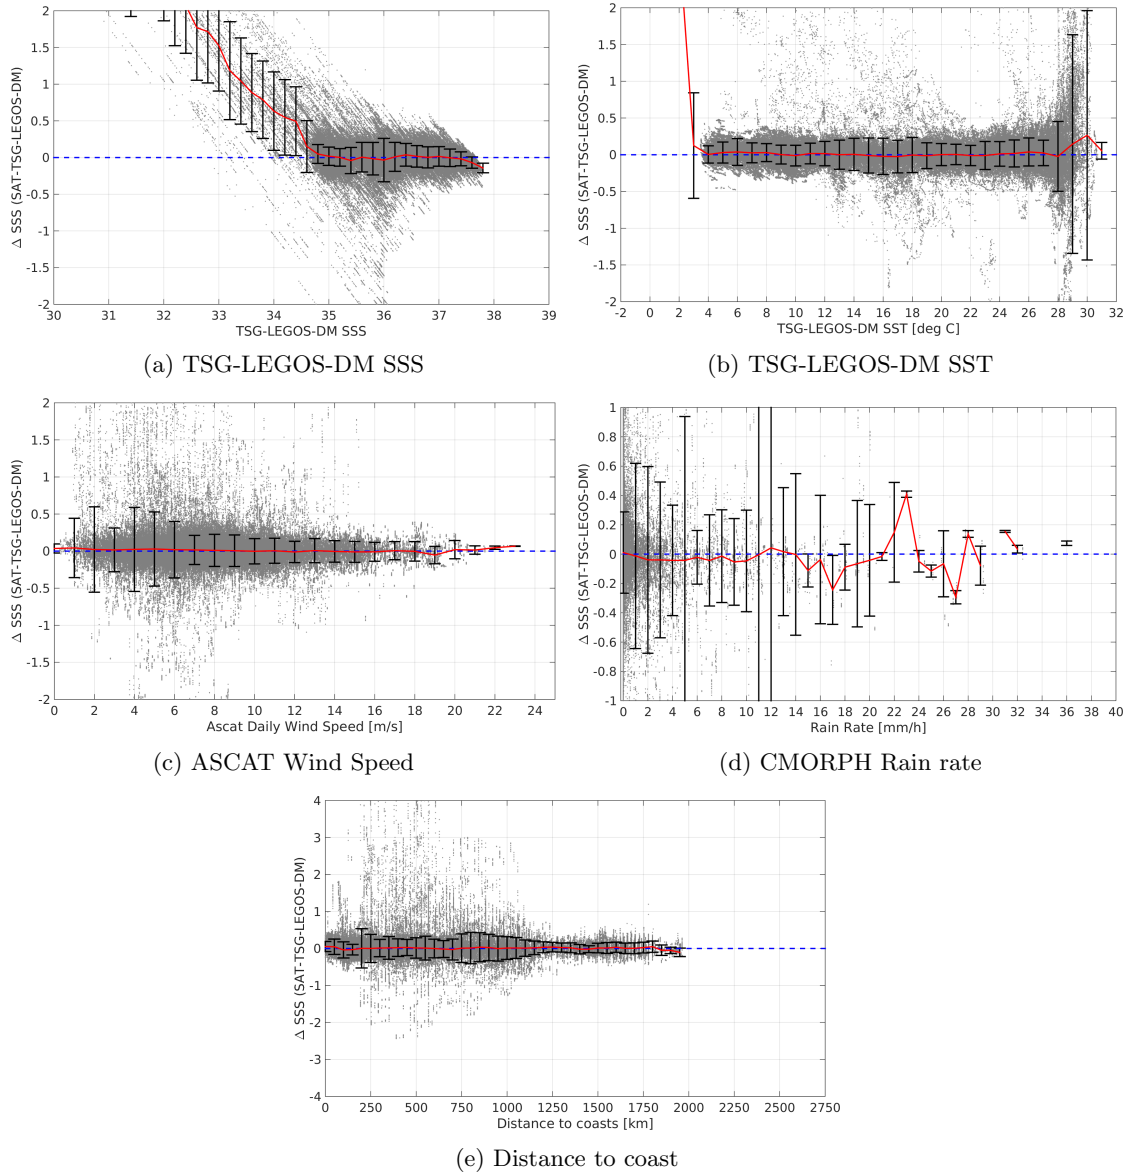 2
1.5
1
0.5
0
-0.5
-1
-1.5
-2
Δ SSS (SAT-TSG-LEGOS-DM)
30 31 32 33 34 35 36 37 38 39
TSG-LEGOS-DM SSS
(a) TSG-LEGOS-DM SSS
2
1.5
1
0.5
0
-0.5
-1
-1.5
-2
Δ SSS (SAT-TSG-LEGOS-DM)
-2 0 2 4 6 8 10 12 14 16 18 20 22 24 26 28 30 32
TSG-LEGOS-DM SST [deg C]
(b) TSG-LEGOS-DM SST
2
1.5
1
0.5
0
-0.5
-1
-1.5
-2
Δ SSS (SAT-TSG-LEGOS-DM)
0 2 4 6 8 10 12 14 16 18 20 22 24
Ascat Daily Wind Speed [m/s]
(c) ASCAT Wind Speed
1
0.8
0.6
0.4
0.2
0
-0.2
-0.4
-0.6
-0.8
-1
Δ SSS (SAT-TSG-LEGOS-DM)
0 2 4 6 8 10 12 14 16 18 20 22 24 26 28 30 32 34 36 38 40
Rain Rate [mm/h]
(d) CMORPH Rain rate
4
3
2
1
0
-1
-2
-3
-4
Δ SSS (SAT-TSG-LEGOS-DM)
0 250 500 750 1000 1250 1500 1750 2000 2250 2500 2750
Distance to coasts [km]
(e) Distance to coast